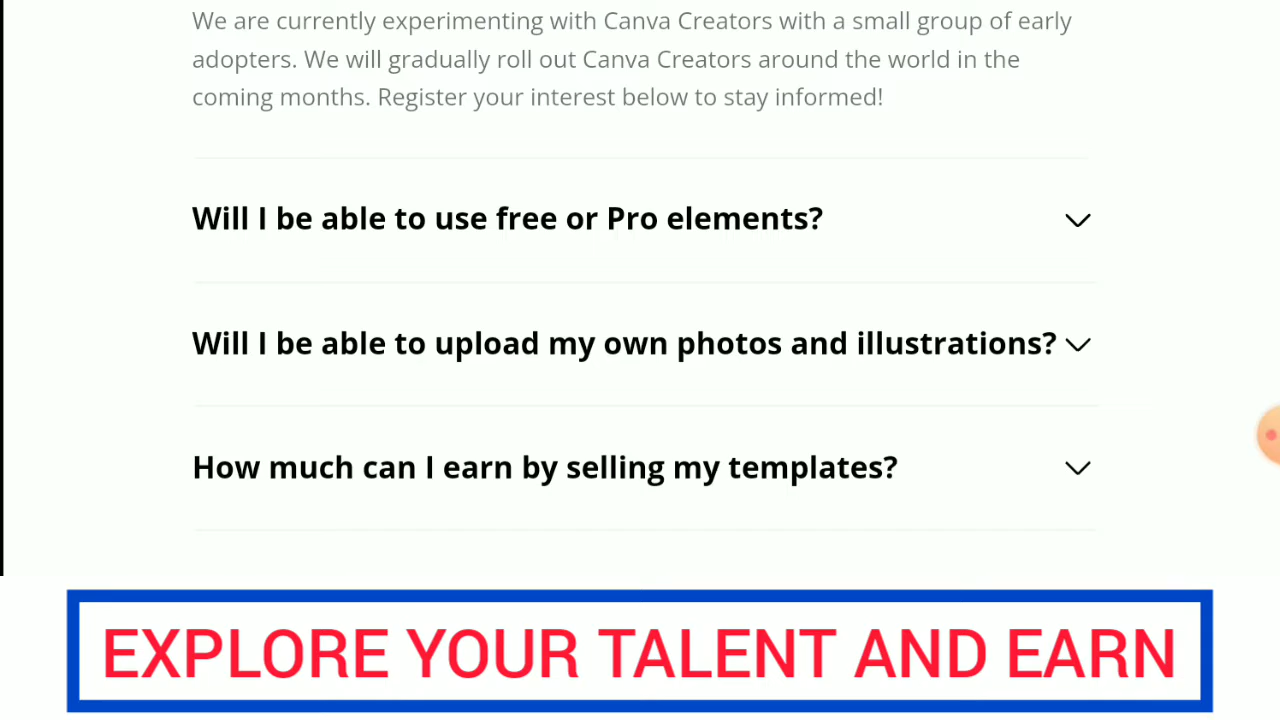 We are currently experimenting with Canva Creators with a small group of early
adopters. We will gradually roll out Canva Creators around the world in the
coming months. Register your interest below to stay informed!
Will I be able to use free or Pro elements?
Will I be able to upload my own photos and illustrations?
How much can I earn by selling my templates?
EXPLORE YOUR TALENT AND EARN